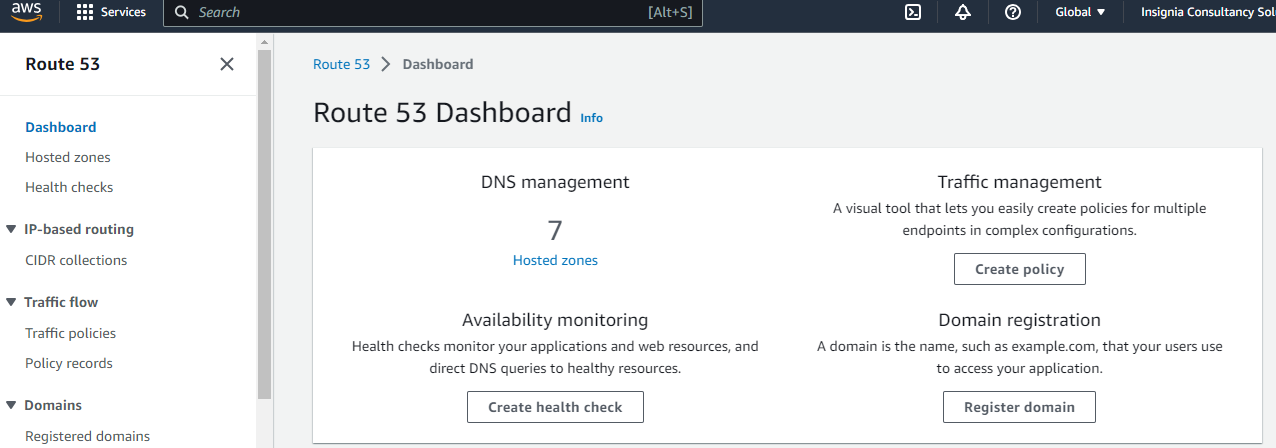 aws
Services
Search
[Alt+S]
Global
Insignia Consultancy Sol
Route 53
Dashboard
Hosted zones
Health checks
IP-based routing
CIDR collections
Traffic flow
Traffic policies
Policy records
Domains
Registered domains
Route 53
Dashboard
Route 53 Dashboard Info
DNS management
7
Hosted zones
Traffic management
A visual tool that lets you easily create policies for multiple
endpoints in complex configurations.
Create policy
Availability monitoring
Health checks monitor your applications and web resources, and
direct DNS queries to healthy resources.
Create health check
Domain registration
A domain is the name, such as example.com, that your users use
to access your application.
Register domain